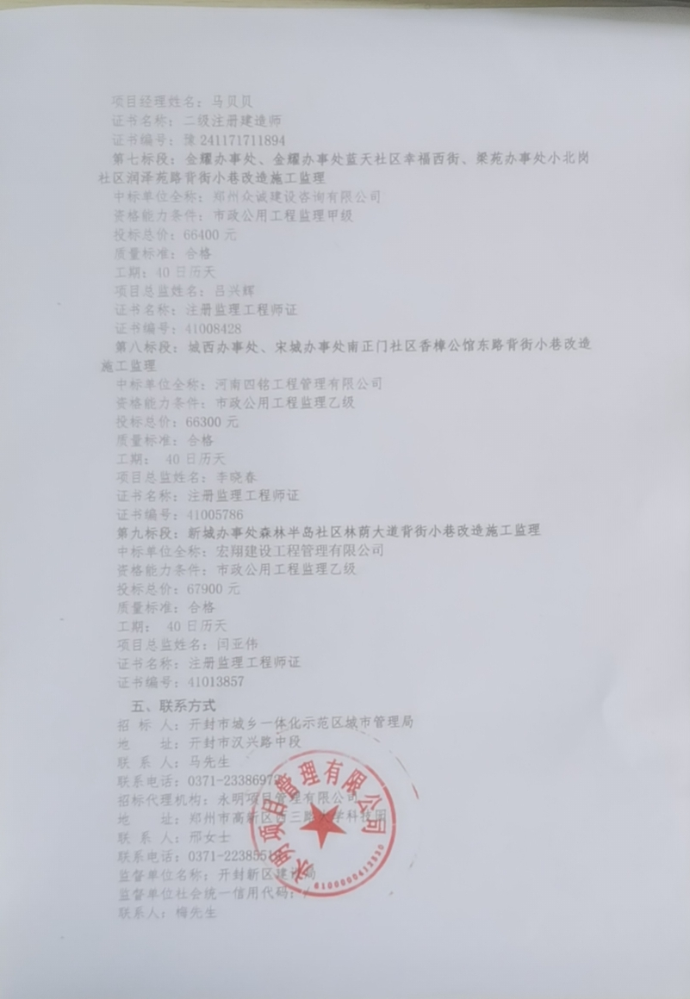 项目经理姓名：马贝贝
证书名称：二级注册建造师
证书编号：豫 241171711894
第七标段：金耀办事处、金耀办事处蓝天社区幸福西街、梁苑办事处小北岗
社区润泽苑路背街小巷改造施工监理
中标单位全称：郑州众诚建设咨询有限公司
资格能力条件：市政公用工程监理甲级
投标总价：66400 元
质量标准：合格
工期：40 日历天
项目总监姓名：吕兴辉
证书名称：注册监理工程师证
证书编号：41008428
第八标段：城西办事处、宋城办事处南正门社区香樟公馆东路背街小巷改造
施工监理
中标单位全称：河南四铭工程管理有限公司
资格能力条件：市政公用工程监理乙级
投标总价：66300 元
质量标准：合格
工期： 40 日历天
项目总监姓名：李晓春
证书名称：注册监理工程师证
证书编号：41005786
第九标段：新城办事处森林半岛社区林荫大道背街小巷改造施工监理
中标单位全称：宏翔建设工程管理有限公司
资格能力条件：市政公用工程监理乙级
投标总价：67900 元
质量标准：合格
工期： 40 日历天
项目总监姓名：闫亚伟
证书名称：注册监理工程师证
证书编号：41013857
五、联系方式
招 标 人：开封市城乡一体化示范区城市管理局
地 址：开封市汉兴路中段
联 系 人：马先生
联系电话：0371-2338697
招标代理机构：永明项目管理有限公司
地 址：郑州市高新区西三路大学科技园
联 系 人：邢女士
联系电话：0371-2238551
监督单位名称：开封新区建设局
监督单位社会统一信用代码：/
联系人：梅先生
永明项目管理有限公司
6100000413530